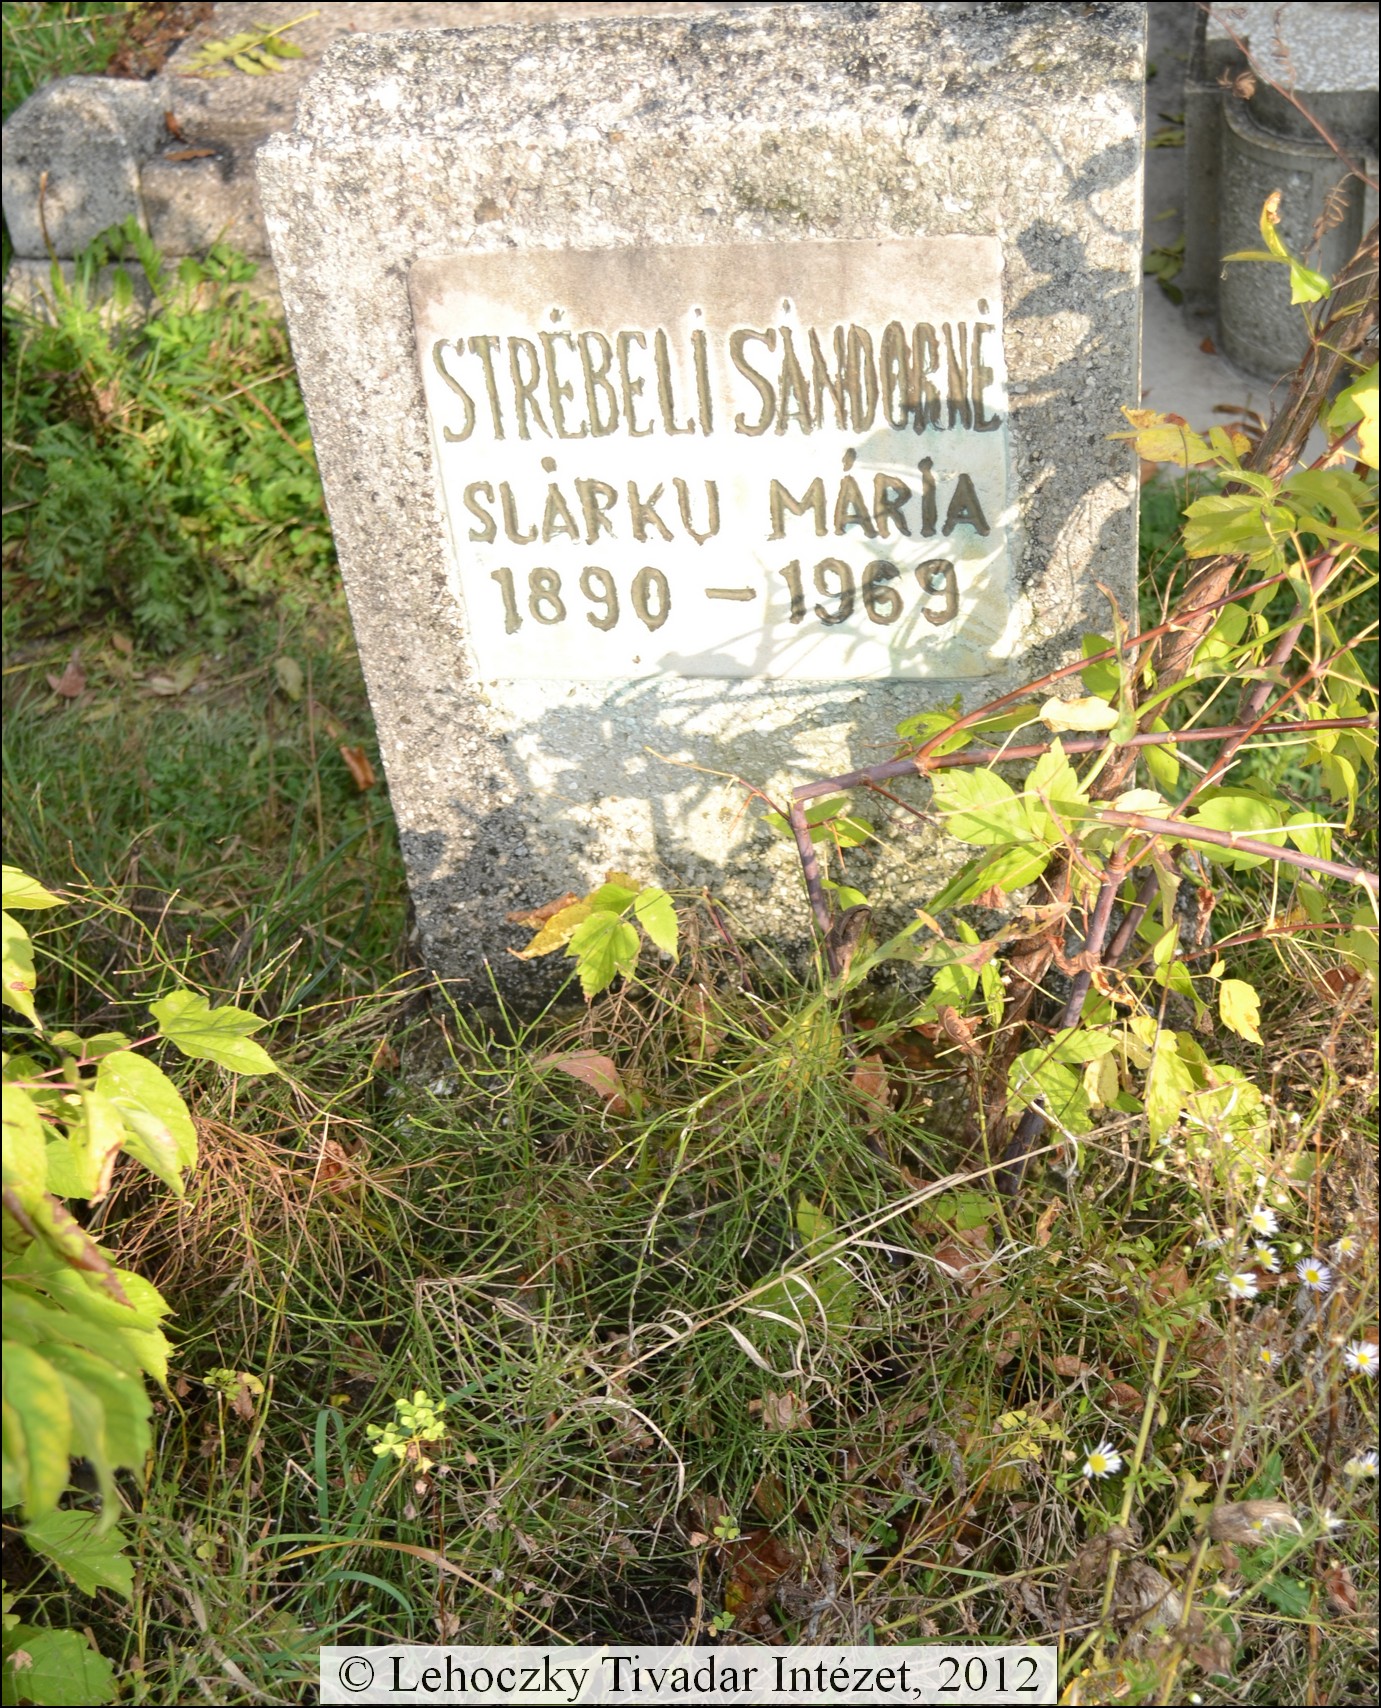 STRÉBELI SÁNDORNÉ
SLÁRKU MÁRIA
1890 - 1969
© Lehoczky Tivadar Intézet, 2012